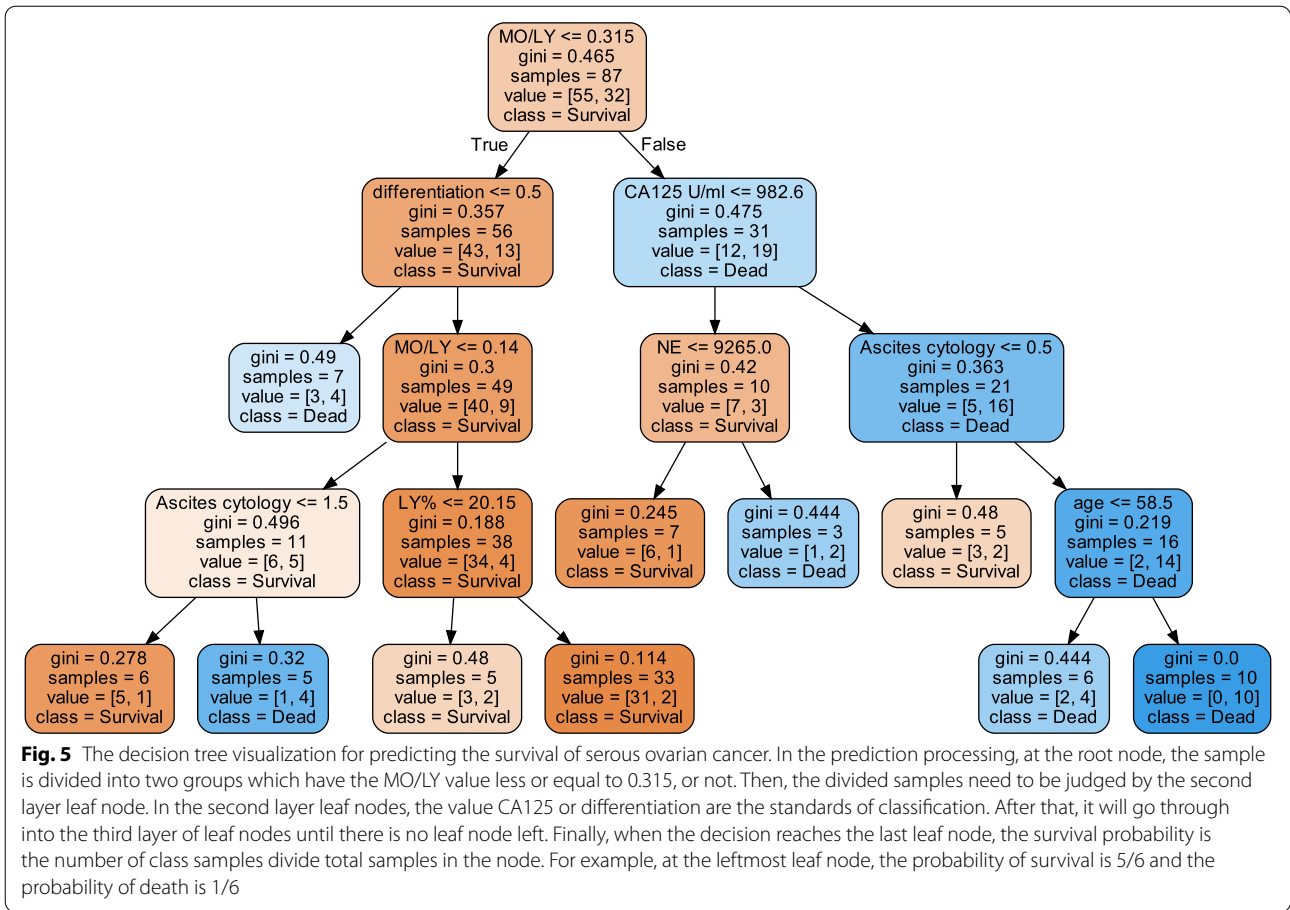 MO/LY <= 0.315
gini = 0.465
samples = 87
value = [55, 32]
class = Survival
True
False
differentiation <= 0.5
gini = 0.357
samples = 56
value = [43, 13]
class = Survival
CA125 U/ml <= 982.6
gini = 0.475
samples = 31
value = [12, 19]
class = Dead
gini = 0.49
samples = 7
value = [3, 4]
class = Dead
MO/LY <= 0.14
gini = 0.3
samples = 49
value = [40, 9]
class = Survival
NE <= 9265.0
gini = 0.42
samples = 10
value = [7, 3]
class = Survival
Ascites cytology <= 0.5
gini = 0.363
samples = 21
value = [5, 16]
class = Dead
Ascites cytology <= 1.5
gini = 0.496
samples = 11
value = [6, 5]
class = Survival
LY% <= 20.15
gini = 0.188
samples = 38
value = [34, 4]
class = Survival
gini = 0.245
samples = 7
value = [6, 1]
class = Survival
gini = 0.444
samples = 3
value = [1, 2]
class = Dead
gini = 0.48
samples = 5
value = [3, 2]
class = Survival
age <= 58.5
gini = 0.219
samples = 16
value = [2, 14]
class = Dead
gini = 0.278
samples = 6
value = [5, 1]
class = Survival
gini = 0.32
samples = 5
value = [1, 4]
class = Dead
gini = 0.48
samples = 5
value = [3, 2]
class = Survival
gini = 0.114
samples = 33
value = [31, 2]
class = Survival
gini = 0.444
samples = 6
value = [2, 4]
class = Dead
gini = 0.0
samples = 10
value = [0, 10]
class = Dead
Fig. 5 The decision tree visualization for predicting the survival of serous ovarian cancer. In the prediction processing, at the root node, the sample
is divided into two groups which have the MO/LY value less or equal to 0.315, or not. Then, the divided samples need to be judged by the second
layer leaf node. In the second layer leaf nodes, the value CA125 or differentiation are the standards of classification. After that, it will go through
into the third layer of leaf nodes until there is no leaf node left. Finally, when the decision reaches the last leaf node, the survival probability is
the number of class samples divide total samples in the node. For example, at the leftmost leaf node, the probability of survival is 5/6 and the
probability of death is 1/6